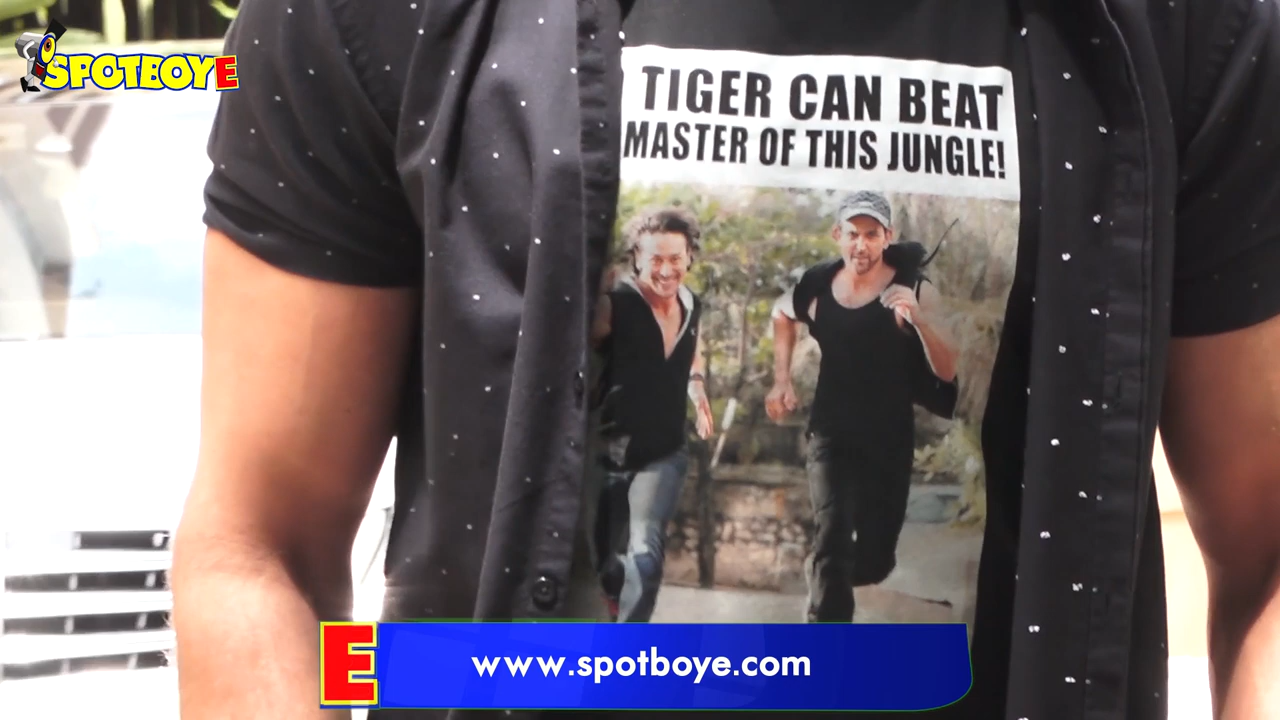 SPOTBOYE
TIGER CAN BEAT
MASTER OF THIS JUNGLE!
E
www.spotboye.com